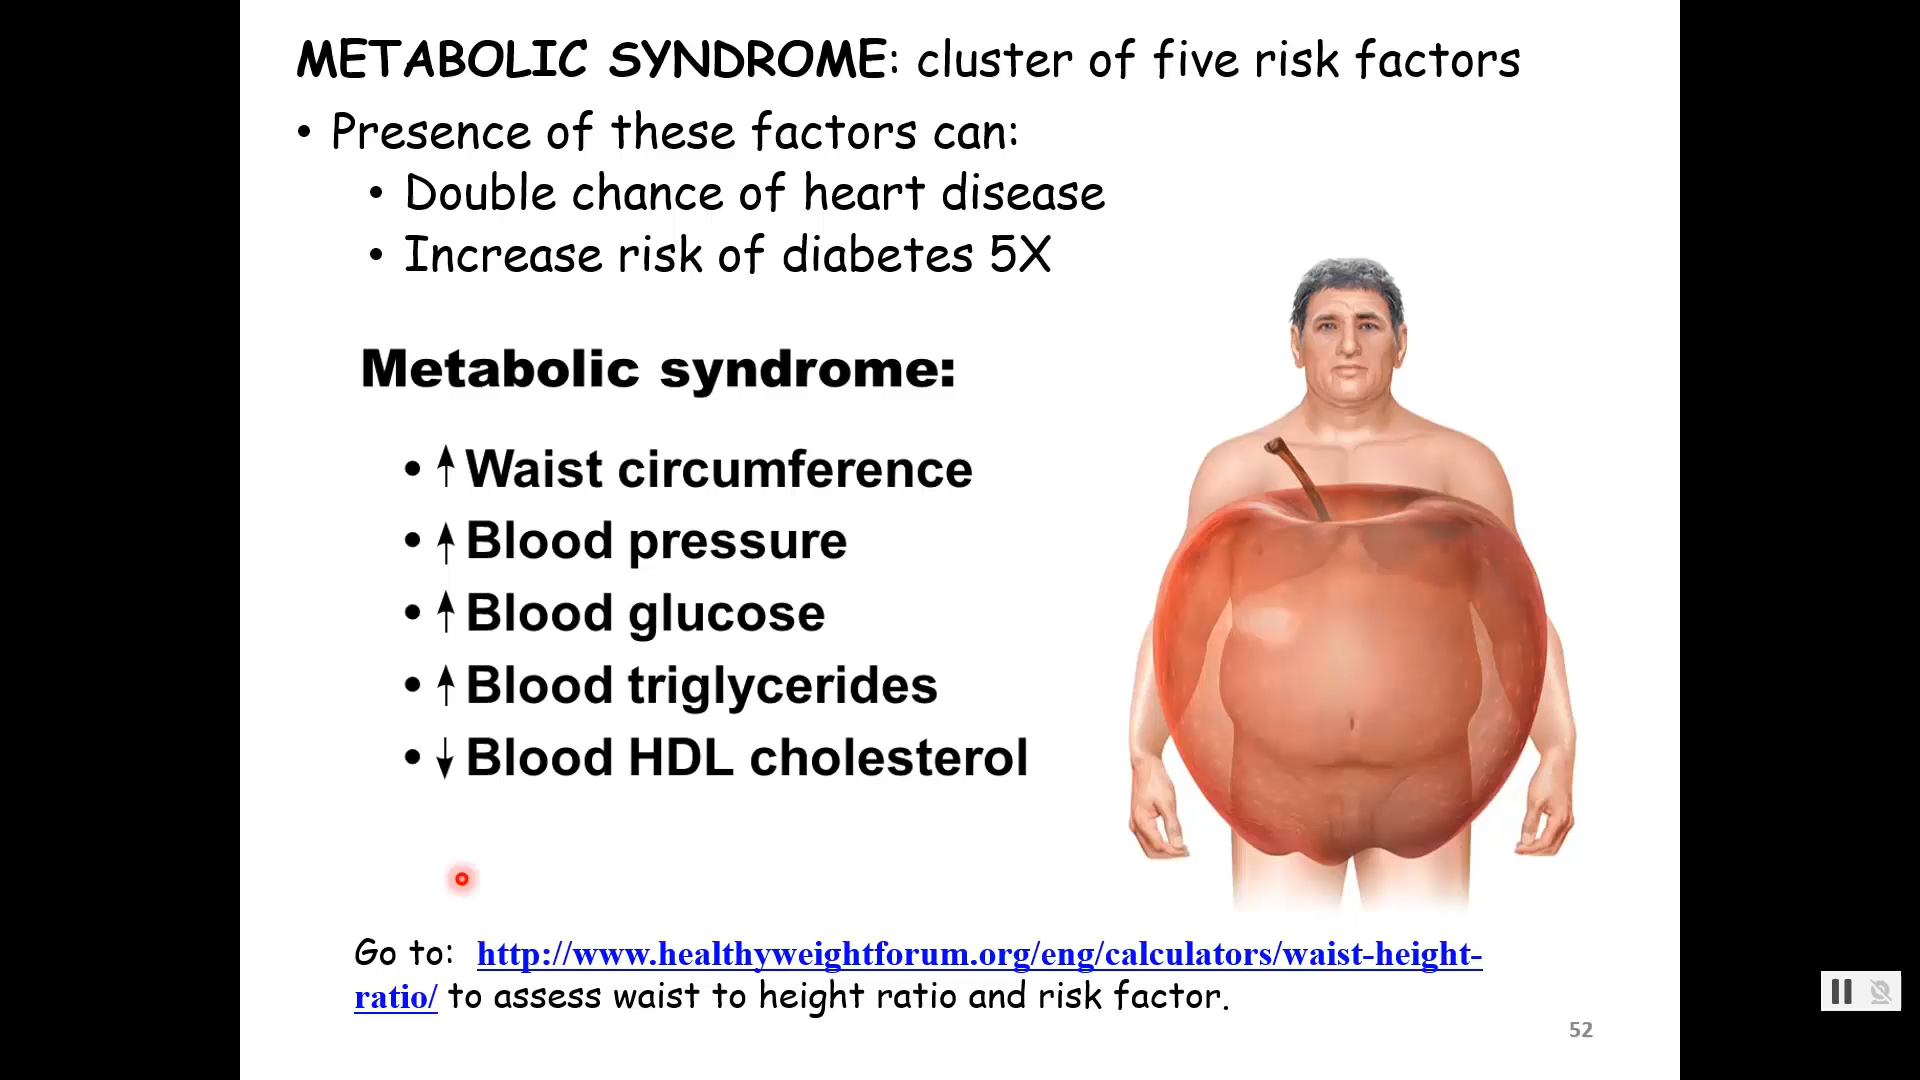 METABOLIC SYNDROME: cluster of five risk factors
• Presence of these factors can:
• Double chance of heart disease
• Increase risk of diabetes 5X
Metabolic syndrome:
• ↑ Waist circumference
• ↑ Blood pressure
• ↑ Blood glucose
• ↑ Blood triglycerides
• ↓ Blood HDL cholesterol
Go to: http://www.healthyweightforum.org/eng/calculators/waist-height-
ratio/ to assess waist to height ratio and risk factor.
52